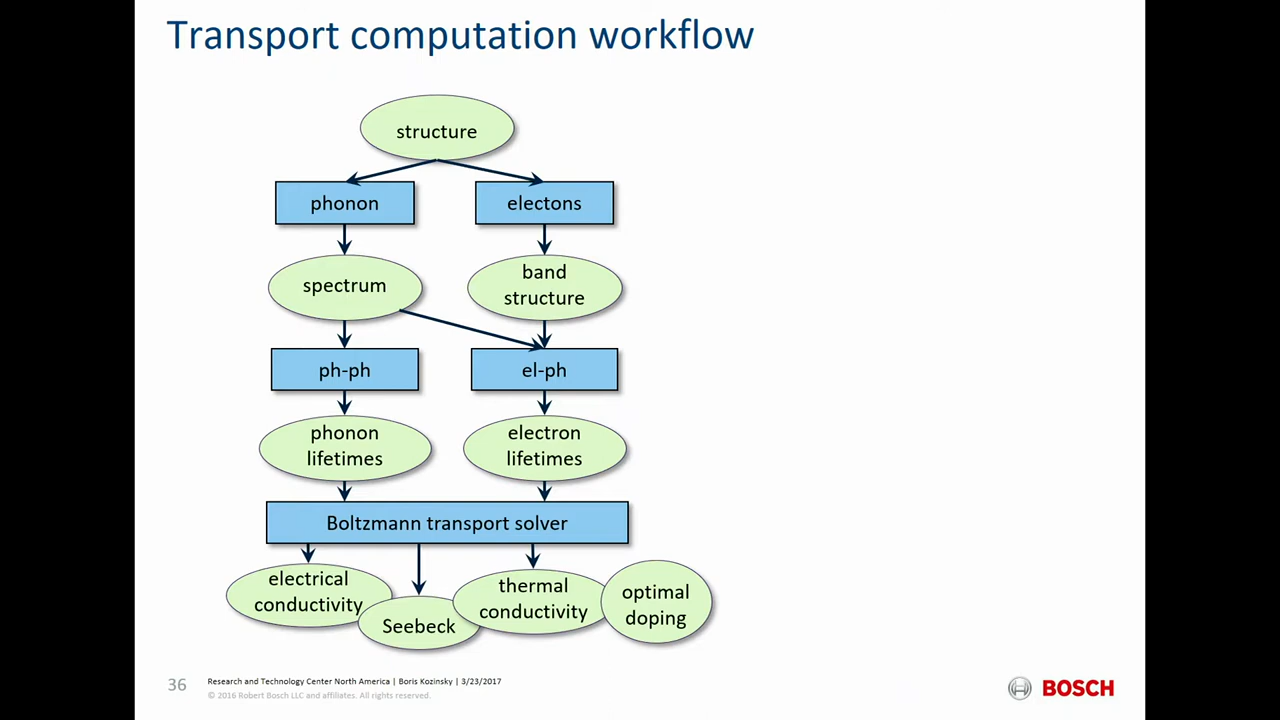 Transport computation workflow
structure
phonon
electons
spectrum
band
structure
ph-ph
el-ph
phonon
lifetimes
electron
lifetimes
Boltzmann transport solver
electrical
conductivity
Seebeck
thermal
conductivity
optimal
doping
36
Research and Technology Center North America | Boris Kozinsky | 3/23/2017
© 2016 Robert Bosch LLC and affiliates. All rights reserved.
BOSCH